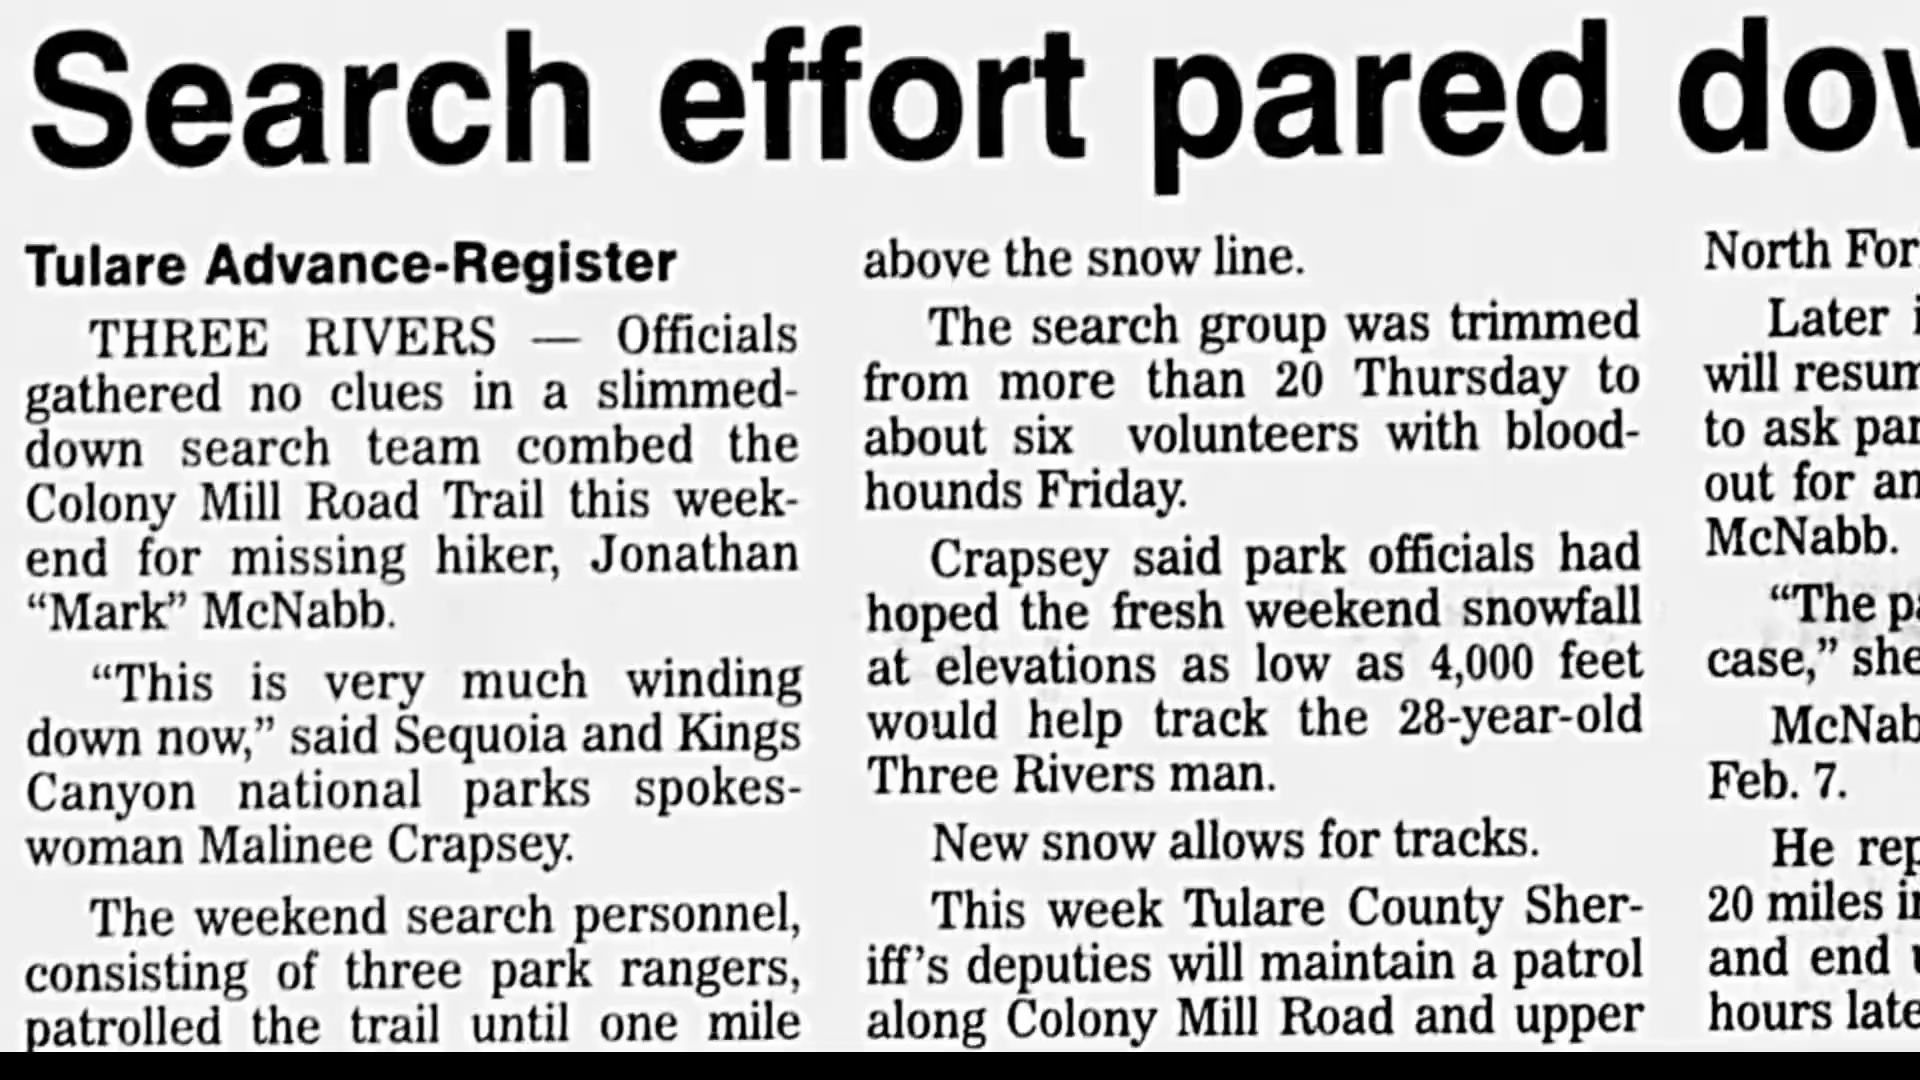 Search effort pared
Tulare Advance-Register
THREE RIVERS — Officials
gathered no clues in a slimmed-
down search team combed the
Colony Mill Road Trail this week-
end for missing hiker, Jonathan
“Mark” McNabb.
“This is very much winding
down now,” said Sequoia and Kings
Canyon national parks spokes-
woman Malinee Crapsey.
The weekend search personnel,
consisting of three park rangers,
patrolled the trail until one mile
above the snow line.
The search group was trimmed
from more than 20 Thursday to
about six volunteers with blood-
hounds Friday.
Crapsey said park officials had
hoped the fresh weekend snowfall
at elevations as low as 4,000 feet
would help track the 28-year-old
Three Rivers man.
New snow allows for tracks.
This week Tulare County Sher-
iff’s deputies will maintain a patrol
along Colony Mill Road and upper
North
Later
will
to ask
out for
McNabb.
“The
case,”
Feb. 7.
He
20 miles
and end
hours